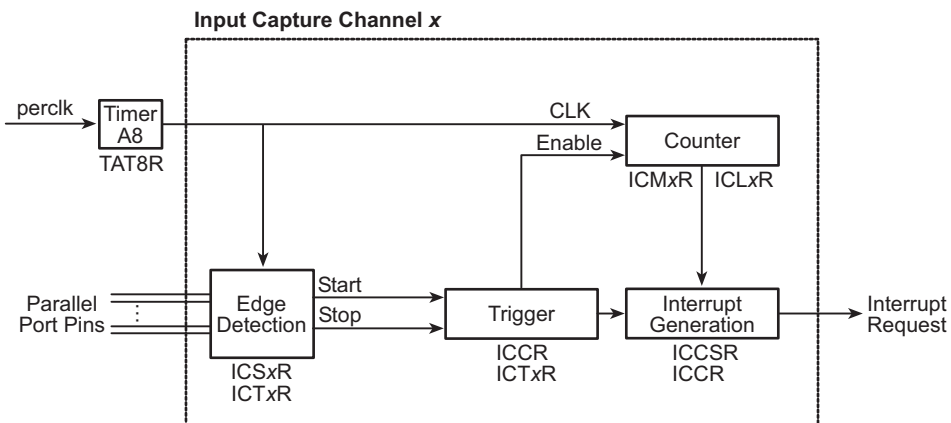 Input Capture Channel x
perclk
Timer
A8
TAT8R
CLK
Enable
Counter
ICMxR ICLxR
Parallel
Port Pins
Edge
Detection
ICSxR
ICTxR
Start
Stop
Trigger
ICCR
ICTxR
Interrupt
Generation
ICCSR
ICCR
Interrupt
Request